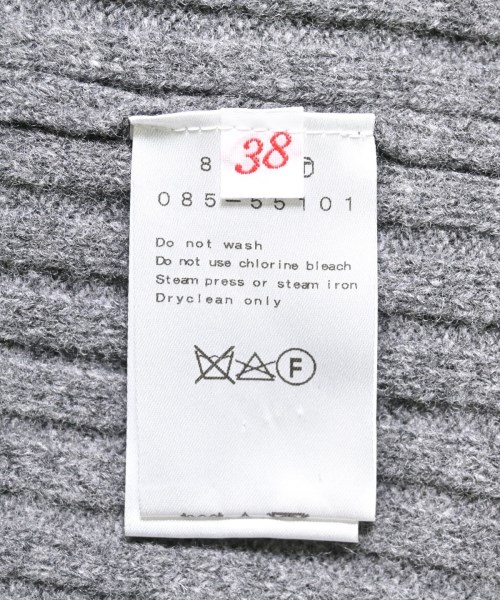 38
8
085-55101
Do not wash
Do not use chlorine bleach
Steam press or steam iron
Dryclean only
F